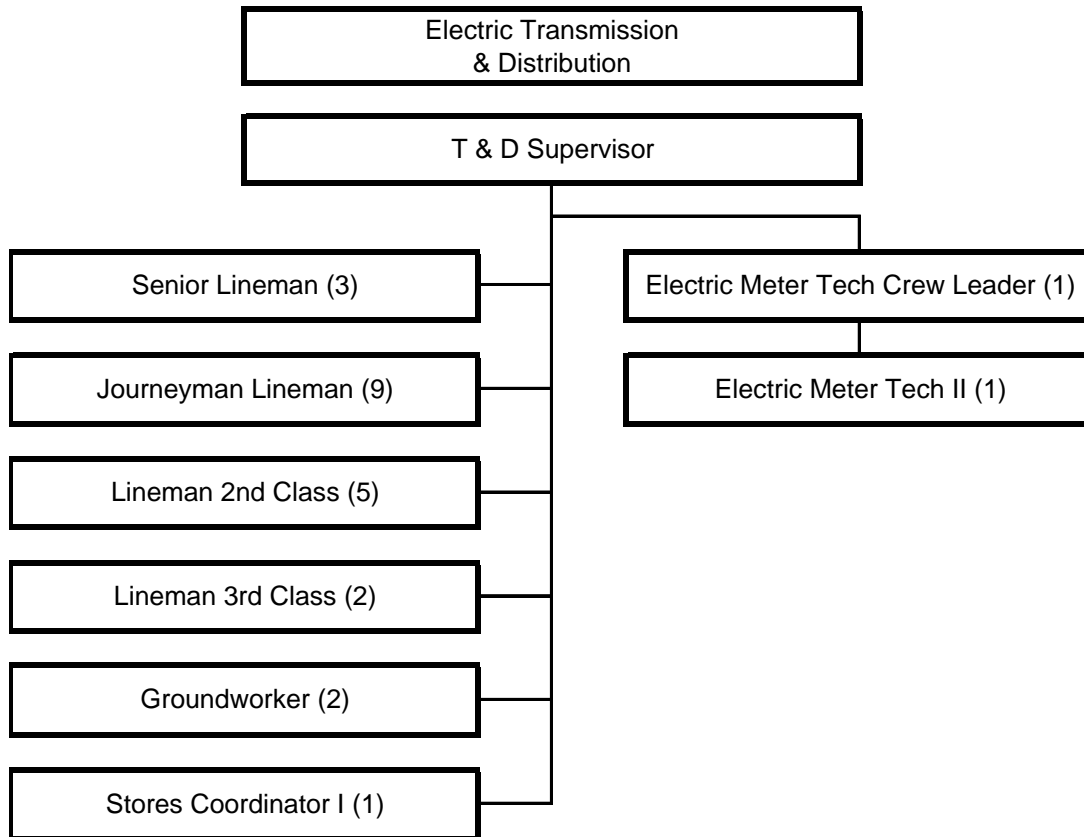 Electric Transmission
& Distribution
T & D Supervisor
Senior Lineman (3)
Electric Meter Tech Crew Leader (1)
Journeyman Lineman (9)
Electric Meter Tech II (1)
Lineman 2nd Class (5)
Lineman 3rd Class (2)
Groundworker (2)
Stores Coordinator I (1)